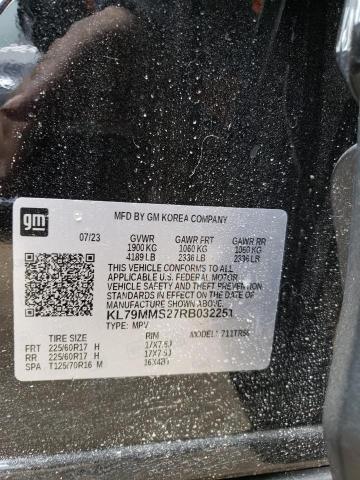 gm
MFD BY GM KOREA COMPANY
07/23 GVWR GAWR FRT GAWR RR
1900 KG 1060 KG 1060 KG
4189 LB 2336 LB 2336 LB
THIS VEHICLE CONFORMS TO ALL
APPLICABLE U.S. FEDERAL MOTOR
VEHICLE SAFETY AND THEFT PREVENTION
STANDARDS IN EFFECT ON THE DATE OF
MANUFACTURE SHOWN ABOVE.
KL79MMS27RB032251
TYPE: MPV
TIRE SIZE RIM MODEL:
FRT 225/60R17 H 17X7.5J
RR 225/60R17 H 17X7.5J
SPA T125/70R16 M